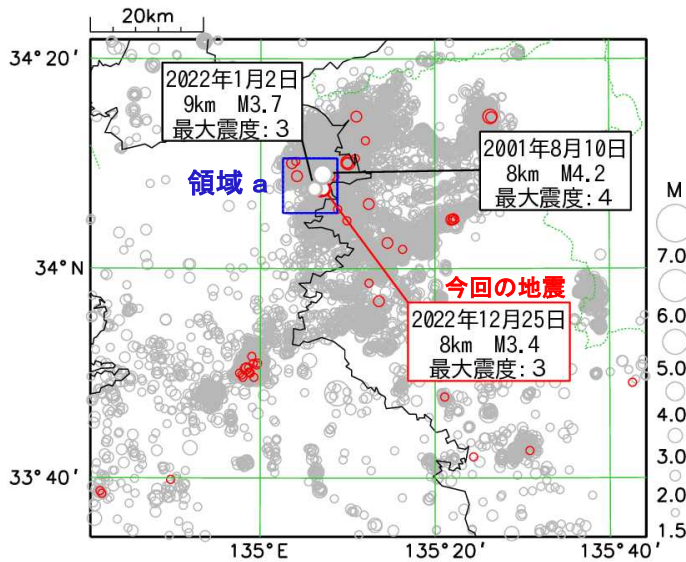 20km
34°20′
2022年1月2日
9km M3.7
最大震度:3
2001年8月10日
8km M4.2
最大震度:4
領域 a
M
7.0
34°N
今回の地震
6.0
2022年12月25日
8km M3.4
最大震度:3
5.0
4.0
3.0
33°40′
2.0
1.5
135°E
135°20′
135°40′